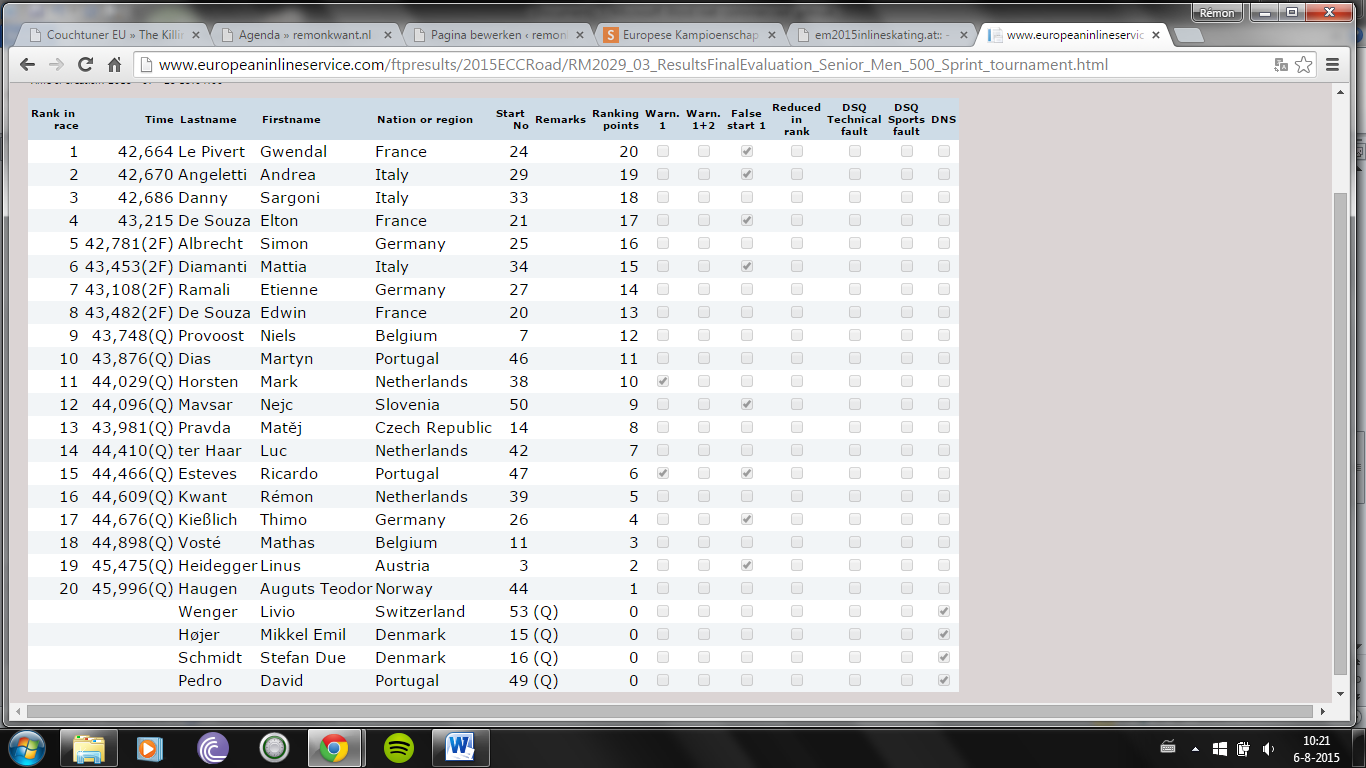 Rémon
Couchtuner EU » The Killi
Agenda » remonkwant.nl
Pagina bewerken ‹ remon
S Europese Kampioenschap
em2015inlineskating.at:: -
www.europeaninlineservic
www.europeaninlineservice.com/ftpresults/2015ECCRoad/RM2029_03_ResultsFinalEvaluation_Senior_Men_500_Sprint_tournament.html
Rank in race Time Lastname Firstname Nation or region Start No Remarks Ranking points Warn. 1 Warn. 1+2 False start 1 Reduced in rank DSQ Technical fault DSQ Sports fault DNS
1 42,664 Le Pivert Gwendal France 24 20
2 42,670 Angeletti Andrea Italy 29 19
3 42,686 Danny Sargoni Italy 33 18
4 43,215 De Souza Elton France 21 17
5 42,781(2F) Albrecht Simon Germany 25 16
6 43,453(2F) Diamanti Mattia Italy 34 15
7 43,108(2F) Ramali Etienne Germany 27 14
8 43,482(2F) De Souza Edwin France 20 13
9 43,748(Q) Provoost Niels Belgium 7 12
10 43,876(Q) Dias Martyn Portugal 46 11
11 44,029(Q) Horsten Mark Netherlands 38 10
12 44,096(Q) Mavsar Nejc Slovenia 50 9
13 43,981(Q) Pravda Matěj Czech Republic 14 8
14 44,410(Q) ter Haar Luc Netherlands 42 7
15 44,466(Q) Esteves Ricardo Portugal 47 6
16 44,609(Q) Kwant Rémon Netherlands 39 5
17 44,676(Q) Kießlich Thimo Germany 26 4
18 44,898(Q) Vosté Mathas Belgium 11 3
19 45,475(Q) Heidegger Linus Austria 3 2
20 45,996(Q) Haugen Auguts Teodor Norway 44 1
Wenger Livio Switzerland 53 (Q) 0
Højer Mikkel Emil Denmark 15 (Q) 0
Schmidt Stefan Due Denmark 16 (Q) 0
Pedro David Portugal 49 (Q) 0
W
10:21
6-8-2015